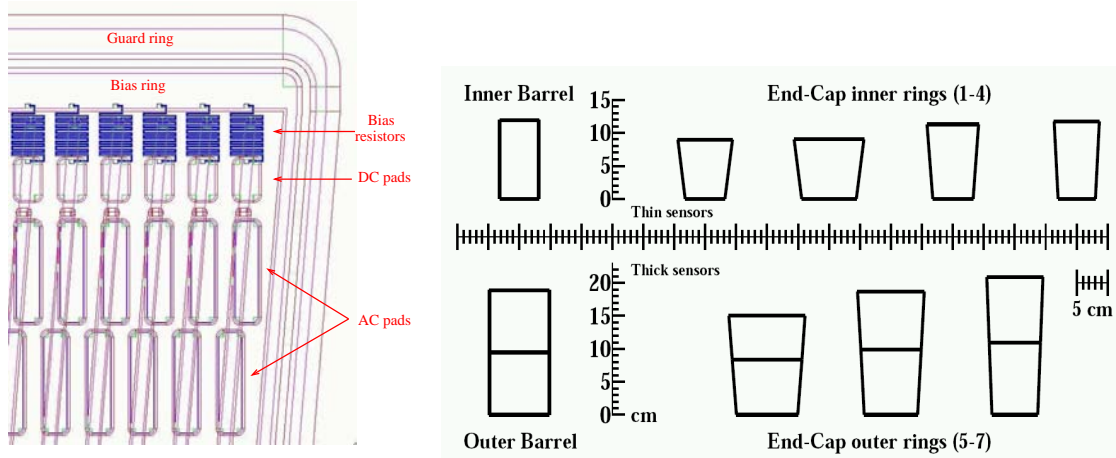 Guard ring
Bias ring
Bias
resistors
DC pads
AC pads
Inner Barrel
15
10
5
0
End-Cap inner rings (1-4)
Thin sensors
Thick sensors
20
15
10
5
0 cm
5 cm
Outer Barrel
End-Cap outer rings (5-7)